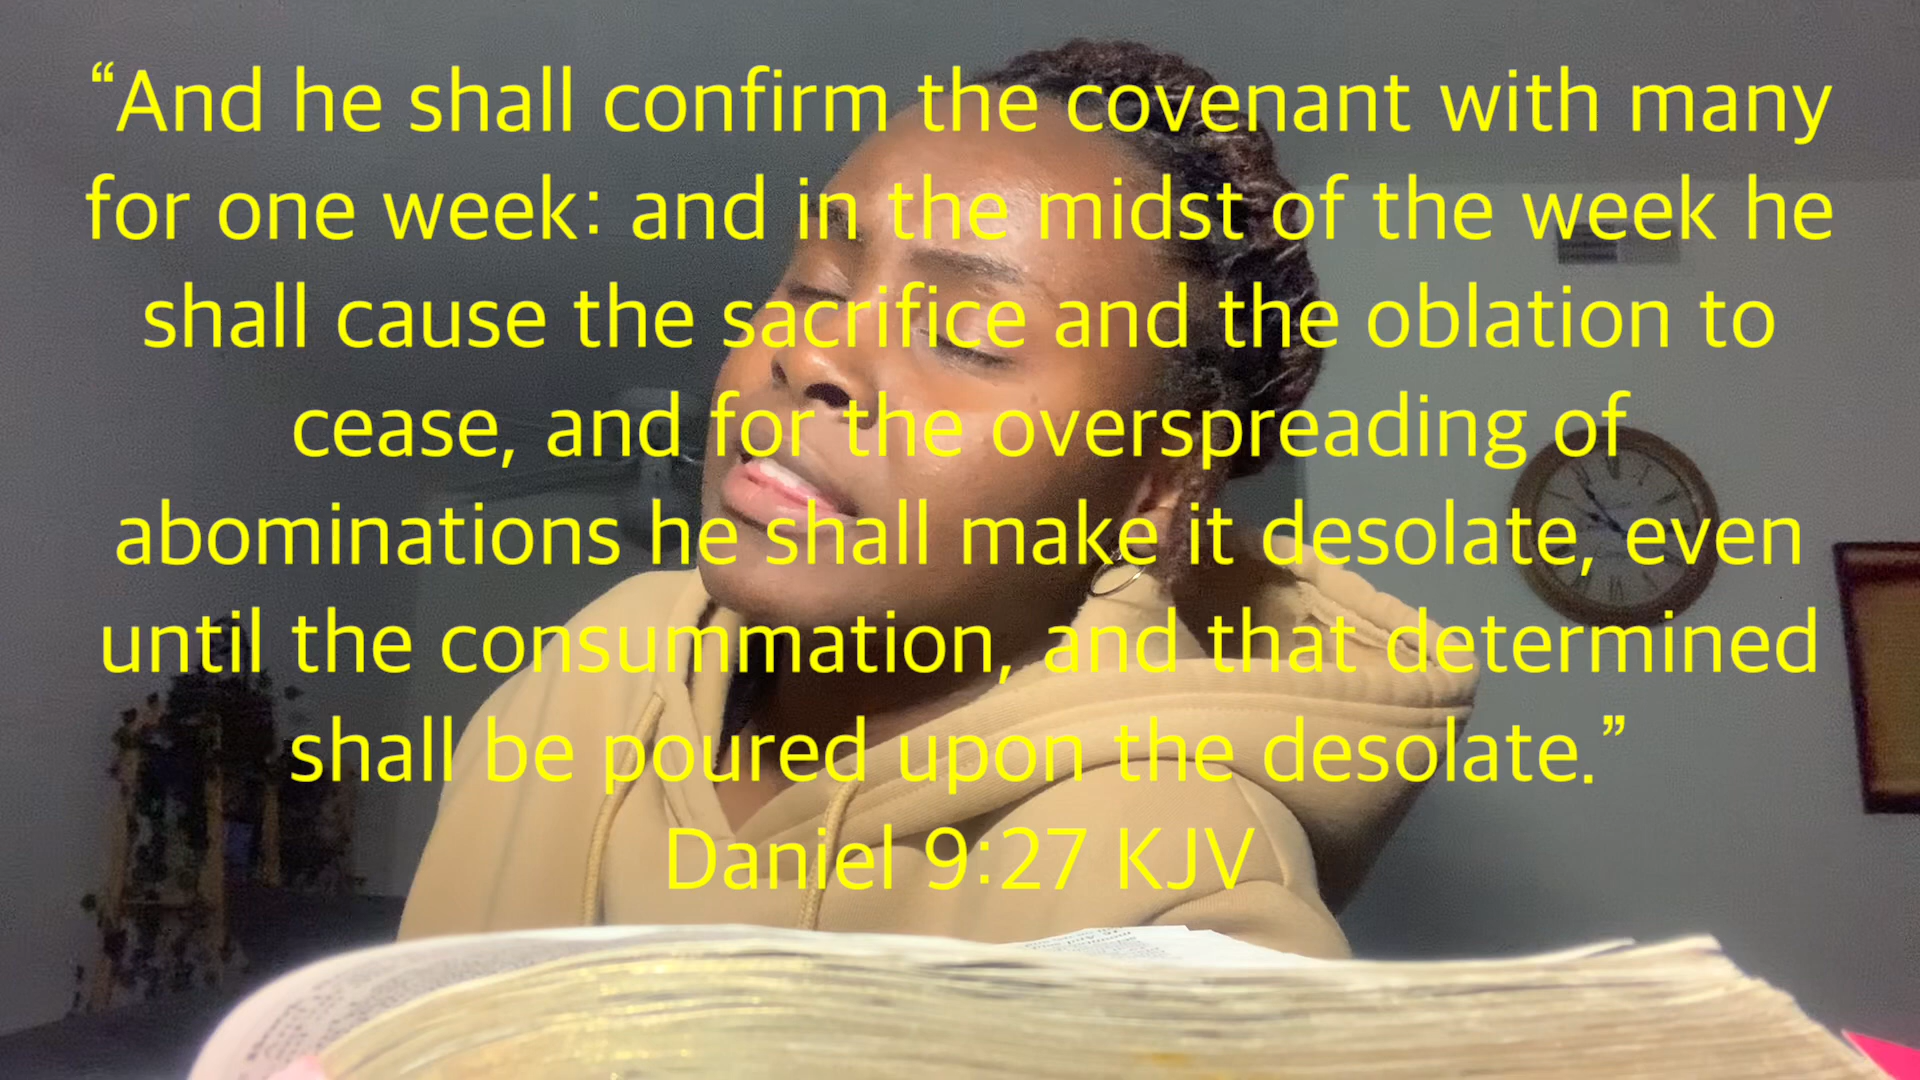 “And he shall confirm the covenant with many
for one week: and in the midst of the week he
shall cause the sacrifice and the oblation to
cease, and for the overspreading of
abominations he shall make it desolate, even
until the consummation, and that determined
shall be poured upon the desolate.”
Daniel 9:27 KJV